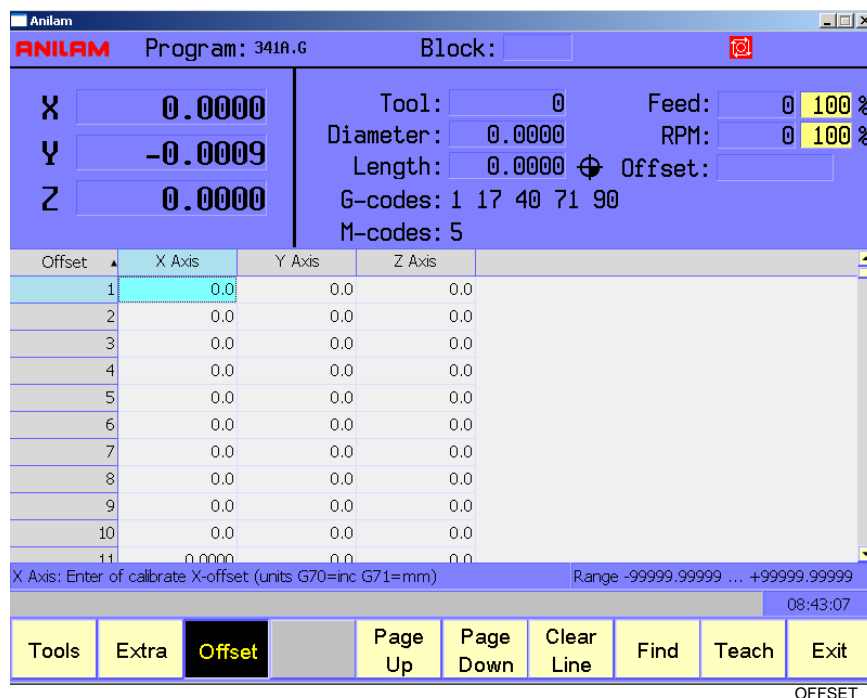 Anilam
ANILAM Program: 341A.G Block:
X 0.0000
Y -0.0009
Z 0.0000
Tool: 0 Feed: 0 100 %
Diameter: 0.0000 RPM: 0 100 %
Length: 0.0000 Offset:
G-codes: 1 17 40 71 90
M-codes: 5
Offset X Axis Y Axis Z Axis
1 0.0 0.0 0.0
2 0.0 0.0 0.0
3 0.0 0.0 0.0
4 0.0 0.0 0.0
5 0.0 0.0 0.0
6 0.0 0.0 0.0
7 0.0 0.0 0.0
8 0.0 0.0 0.0
9 0.0 0.0 0.0
10 0.0 0.0 0.0
11 0.0000 0.0 0.0
X Axis: Enter of calibrate X-offset (units G70=inc G71=mm) Range -99999.99999 ... +99999.99999
08:43:07
Tools Extra Offset Page Up Page Down Clear Line Find Teach Exit
OFFSET